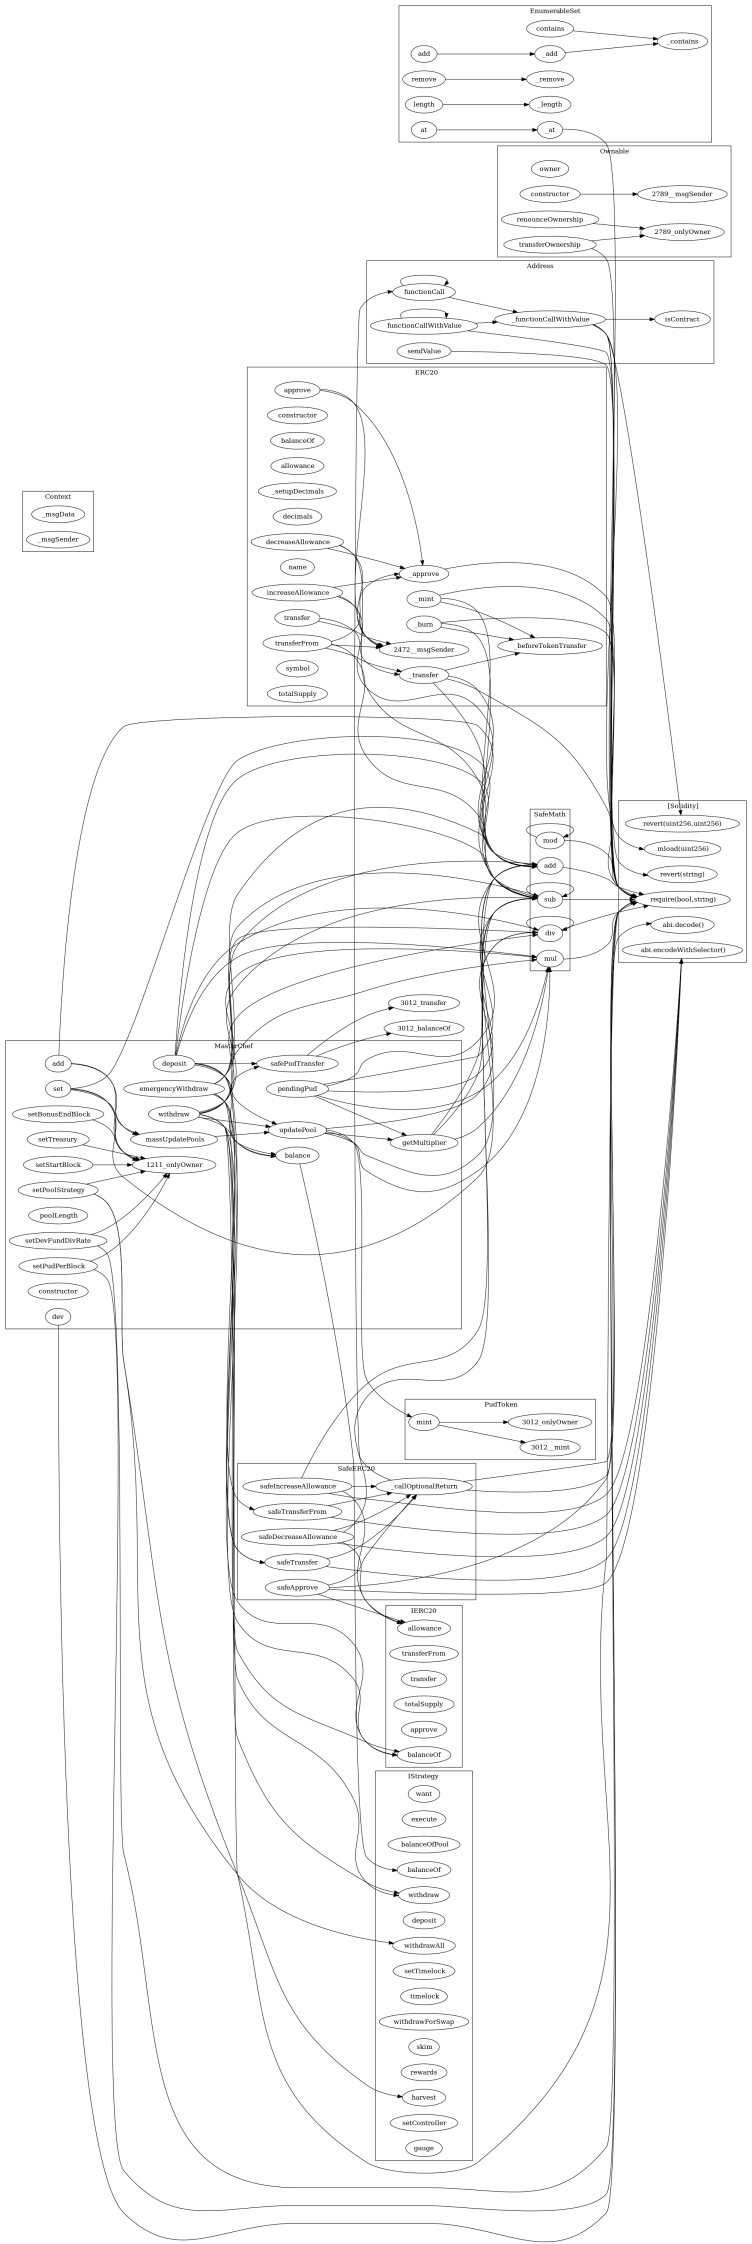 EnumerableSet
contains
_contains
add
_add
remove
_remove
length
_length
at
_at
Ownable
owner
constructor
2789__msgSender
renounceOwnership
2789_onlyOwner
transferOwnership
Address
functionCall
functionCallWithValue
_functionCallWithValue
isContract
sendValue
ERC20
approve
constructor
balanceOf
allowance
_setupDecimals
decimals
decreaseAllowance
_approve
name
increaseAllowance
_mint
transfer
_burn
transferFrom
2472__msgSender
_beforeTokenTransfer
symbol
_transfer
totalSupply
Context
_msgData
_msgSender
SafeMath
mod
add
sub
div
mul
[Solidity]
revert(uint256,uint256)
mload(uint256)
revert(string)
require(bool,string)
abi.decode()
abi.encodeWithSelector()
3012_transfer
3012_balanceOf
MasterChef
add
deposit
safePudTransfer
set
emergencyWithdraw
pendingPud
setBonusEndBlock
withdraw
setTreasury
massUpdatePools
updatePool
getMultiplier
setStartBlock
1211_onlyOwner
balance
setPoolStrategy
poolLength
setDevFundDivRate
setPudPerBlock
constructor
dev
PudToken
mint
3012_onlyOwner
3012__mint
SafeERC20
safeIncreaseAllowance
_callOptionalReturn
safeTransferFrom
safeDecreaseAllowance
safeTransfer
safeApprove
IERC20
allowance
transferFrom
transfer
totalSupply
approve
balanceOf
IStrategy
want
execute
balanceOfPool
balanceOf
withdraw
deposit
withdrawAll
setTimelock
timelock
withdrawForSwap
skim
rewards
harvest
setController
gauge